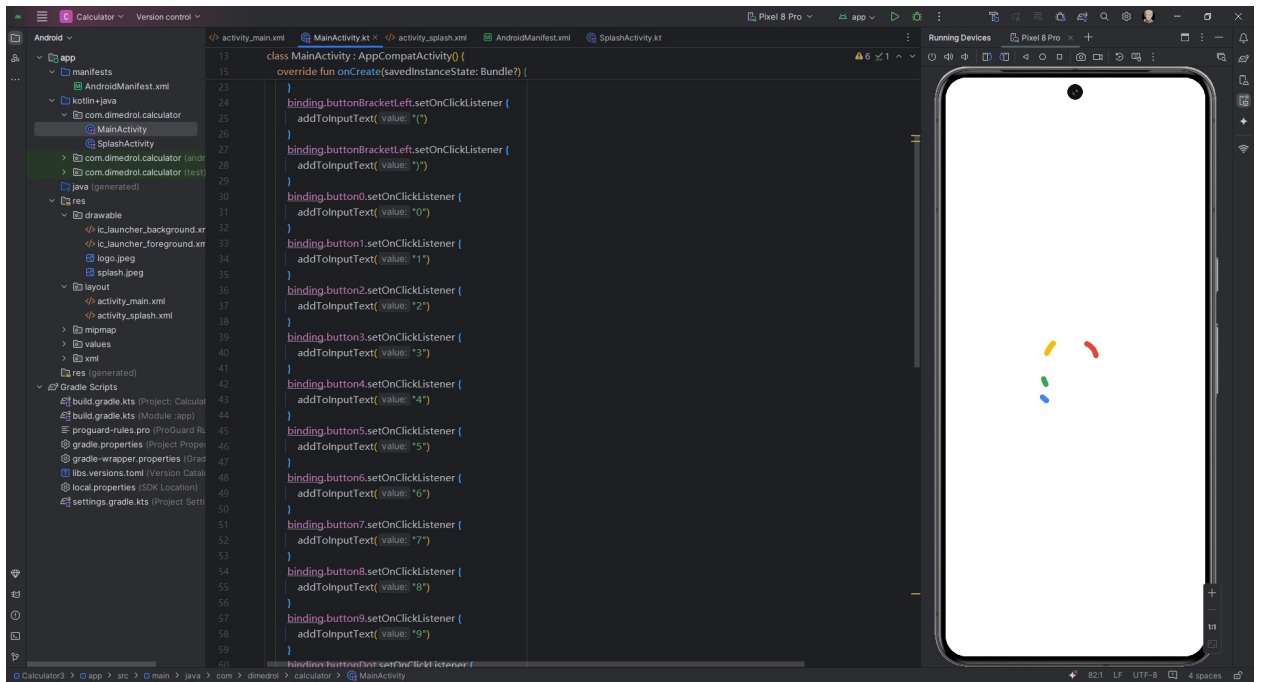 C Calculator Version control Pixel 8 Pro app
Android
activity_main.xml MainActivity.kt activity_splash.xml AndroidManifest.xml SplashActivity.kt
Running Devices Pixel 8 Pro
app
manifests
AndroidManifest.xml
kotlin+java
com.dimedrol.calculator
MainActivity
SplashActivity
com.dimedrol.calculator (andr
com.dimedrol.calculator (test)
java (generated)
res
drawable
ic_launcher_background.xr
ic_launcher_foreground.xm
logo.jpeg
splash.jpeg
layout
activity_main.xml
activity_splash.xml
mipmap
values
xml
res (generated)
Gradle Scripts
build.gradle.kts (Project: Calculat
build.gradle.kts (Module :app)
proguard-rules.pro (ProGuard Ru
gradle.properties (Project Proper
gradle-wrapper.properties (Grad
libs.versions.toml (Version Catal
local.properties (SDK Location)
settings.gradle.kts (Project Setti
6 1
13 class MainActivity : AppCompatActivity() {
15 override fun onCreate(savedInstanceState: Bundle?) {
23 }
24 binding.buttonBracketLeft.setOnClickListener {
25 addToInputText( value: "(")
26 }
27 binding.buttonBracketLeft.setOnClickListener {
28 addToInputText( value: ")")
29 }
30 binding.button0.setOnClickListener {
31 addToInputText( value: "0")
32 }
33 binding.button1.setOnClickListener {
34 addToInputText( value: "1")
35 }
36 binding.button2.setOnClickListener {
37 addToInputText( value: "2")
38 }
39 binding.button3.setOnClickListener {
40 addToInputText( value: "3")
41 }
42 binding.button4.setOnClickListener {
43 addToInputText( value: "4")
44 }
45 binding.button5.setOnClickListener {
46 addToInputText( value: "5")
47 }
48 binding.button6.setOnClickListener {
49 addToInputText( value: "6")
50 }
51 binding.button7.setOnClickListener {
52 addToInputText( value: "7")
53 }
54 binding.button8.setOnClickListener {
55 addToInputText( value: "8")
56 }
57 binding.button9.setOnClickListener {
58 addToInputText( value: "9")
59 }
60 binding.buttonDot.setOnClickListener {
1:1
Calculator3 > app > src > main > java > com > dimedrol > calculator > MainActivity
82:1 LF UTF-8 4 spaces